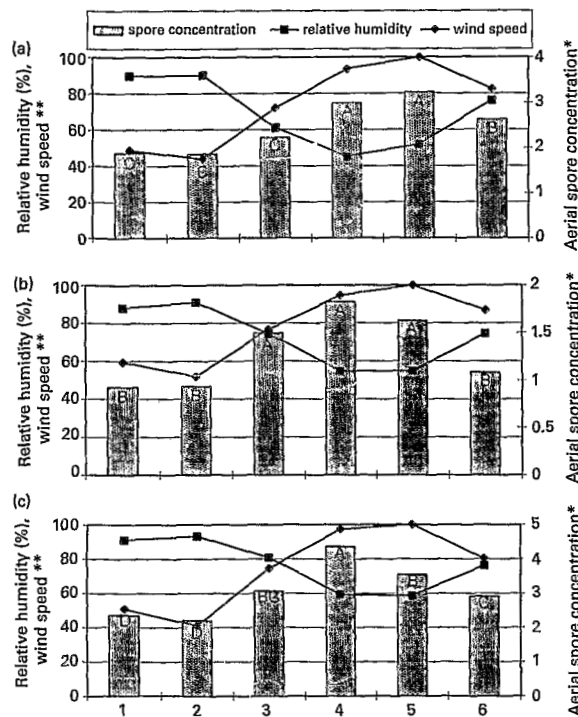 spore concentration relative humidity wind speed
(a)
Relative humidity (%),
wind speed **
100
80
60
40
20
0
C
C
C
A
A
B
4
3
2
1
0
Aerial spore concentration*
(b)
Relative humidity (%),
wind speed **
100
80
60
40
20
0
B
B
A
A
A
B
2
1.5
1
0.5
0
Aerial spore concentration*
(c)
Relative humidity (%),
wind speed **
100
80
60
40
20
0
D
D
BC
A
B
C
5
4
3
2
1
0
Aerial spore concentration*
1 2 3 4 5 6